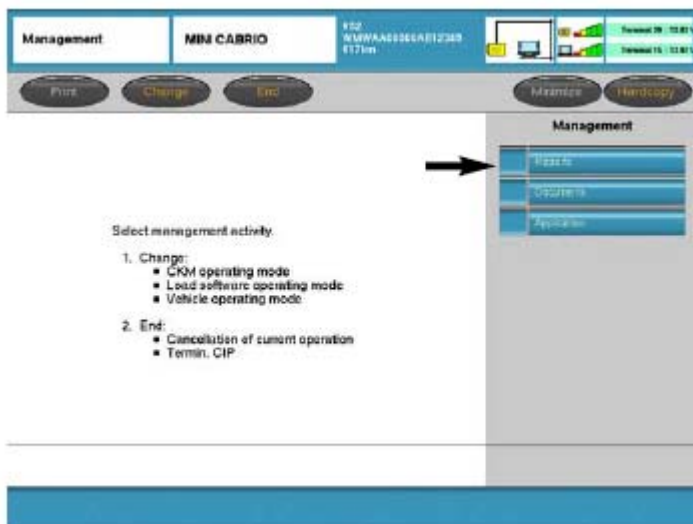 Management
MINI CABRIO
Print
Change
End
Minimize
Hardcopy
Management
Documents
Application
Select management activity.
1. Change:
■ CKM operating mode
■ Load software operating mode
■ Vehicle operating mode
2. End:
■ Cancellation of current operation
■ Termin. CIP